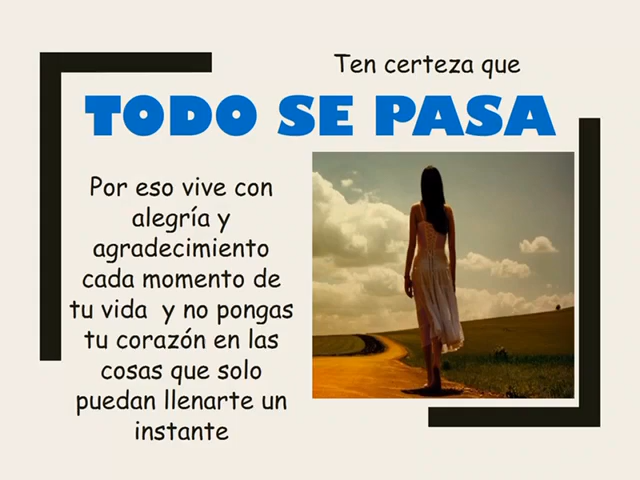 Ten certeza que
TODO SE PASA
Por eso vive con
alegría y
agradecimiento
cada momento de
tu vida y no pongas
tu corazón en las
cosas que solo
puedan llenarte un
instante